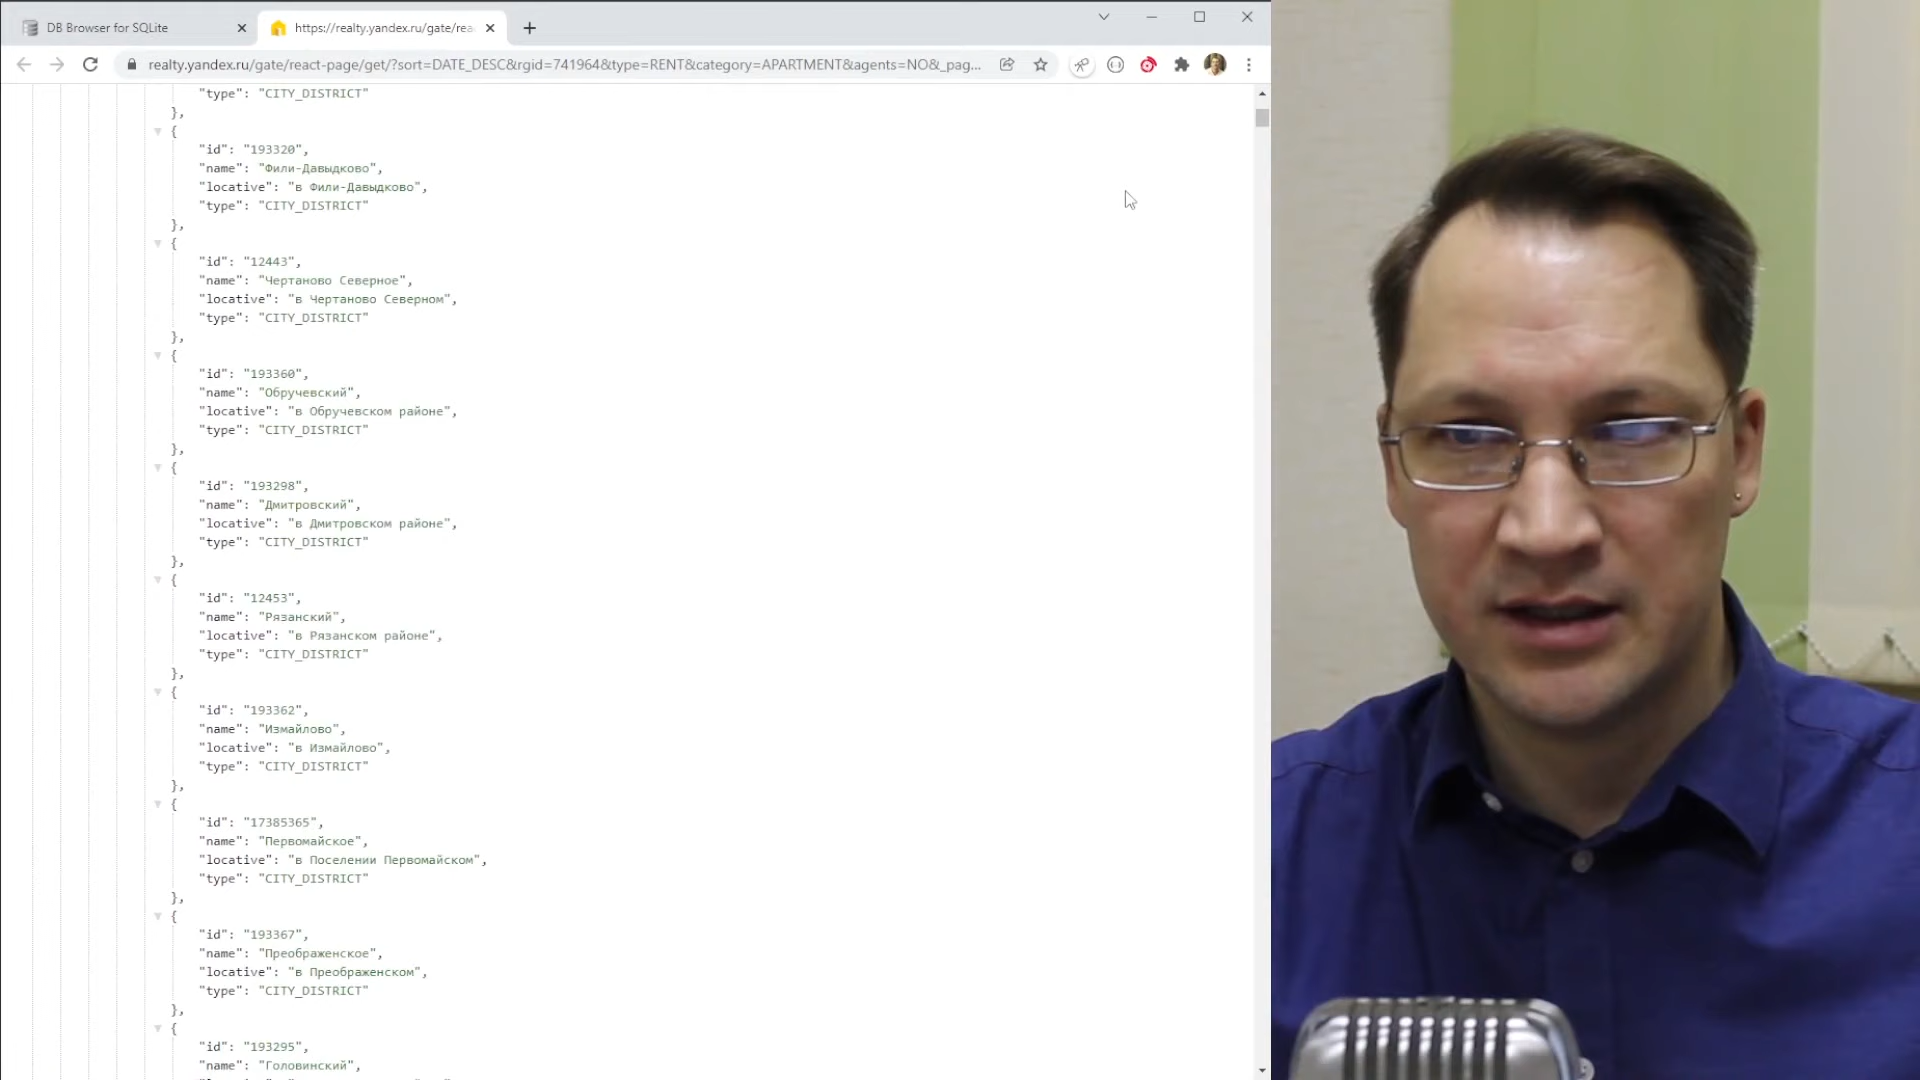 DB Browser for SQLite
https://realty.yandex.ru/gate/rea
realty.yandex.ru/gate/react-page/get/?sort=DATE_DESC&rgid=741964&type=RENT&category=APARTMENT&agents=NO&_pag...
"type": "CITY_DISTRICT"
},
{
"id": "193320",
"name": "Фили-Давыдково",
"locative": "в Фили-Давыдково",
"type": "CITY_DISTRICT"
},
{
"id": "12443",
"name": "Чертаново Северное",
"locative": "в Чертаново Северном",
"type": "CITY_DISTRICT"
},
{
"id": "193360",
"name": "Обручевский",
"locative": "в Обручевском районе",
"type": "CITY_DISTRICT"
},
{
"id": "193298",
"name": "Дмитровский",
"locative": "в Дмитровском районе",
"type": "CITY_DISTRICT"
},
{
"id": "12453",
"name": "Рязанский",
"locative": "в Рязанском районе",
"type": "CITY_DISTRICT"
},
{
"id": "193362",
"name": "Измайлово",
"locative": "в Измайлово",
"type": "CITY_DISTRICT"
},
{
"id": "17385365",
"name": "Первомайское",
"locative": "в Поселении Первомайском",
"type": "CITY_DISTRICT"
},
{
"id": "193367",
"name": "Преображенское",
"locative": "в Преображенском",
"type": "CITY_DISTRICT"
},
{
"id": "193295",
"name": "Головинский",